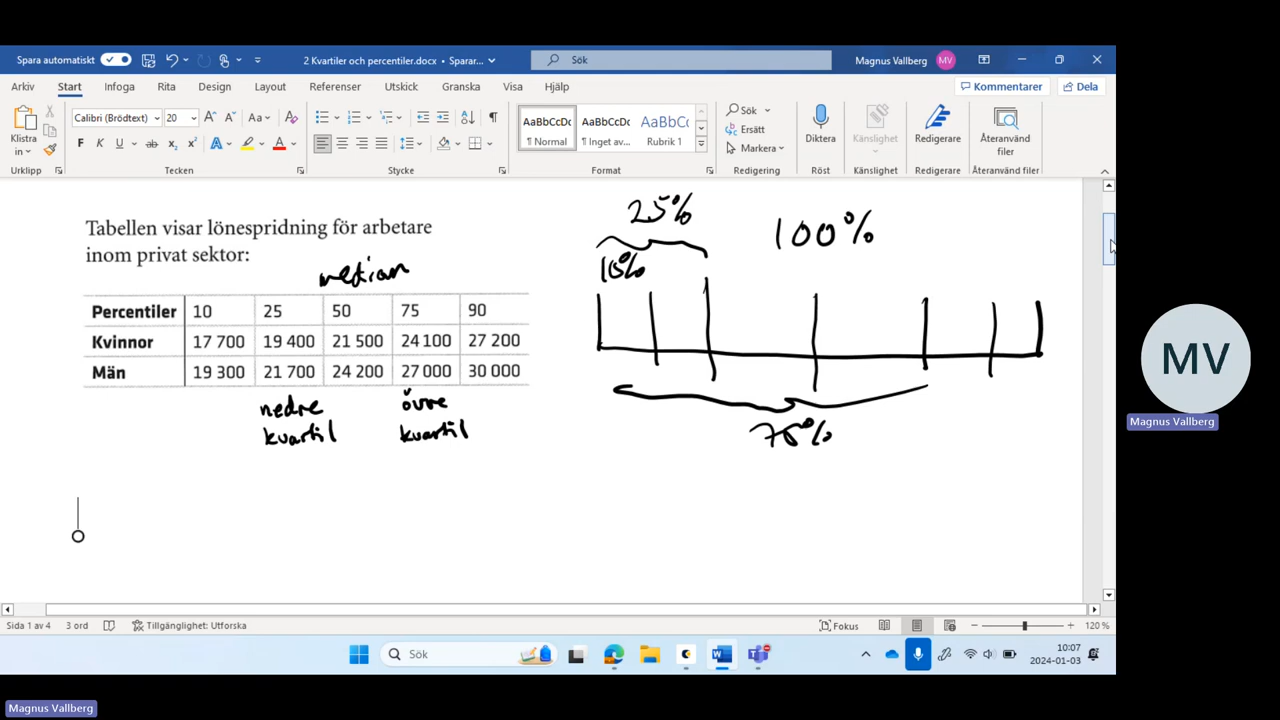 Spara automatiskt
2 Kvartiler och percentiler.docx • Sparar...
Sök
Magnus Vallberg MV
Arkiv Start Infoga Rita Design Layout Referenser Utskick Granska Visa Hjälp Kommentarer Dela
Klistra in
Calibri (Brödtext) 20
F K U
AaBbCcDc AaBbCcDc AaBbCc
Normal Inget av... Rubrik 1
Sök
Ersätt
Markera
Diktera
Känslighet
Redigerare
Återanvänd filer
Urklipp Tecken Stycke Format Redigering Röst Känslighet Redigerare Återanvänd filer
Tabellen visar lönespridning för arbetare
inom privat sektor:
median
Percentiler 10 25 50 75 90
Kvinnor 17 700 19 400 21 500 24 100 27 200
Män 19 300 21 700 24 200 27 000 30 000
nedre kvartil
övre kvartil
25%
100%
10%
75%
MV
Magnus Vallberg
Sida 1 av 4 3 ord Tillgänglighet: Utforska Fokus 120 %
Sök
10:07
2024-01-03
Magnus Vallberg